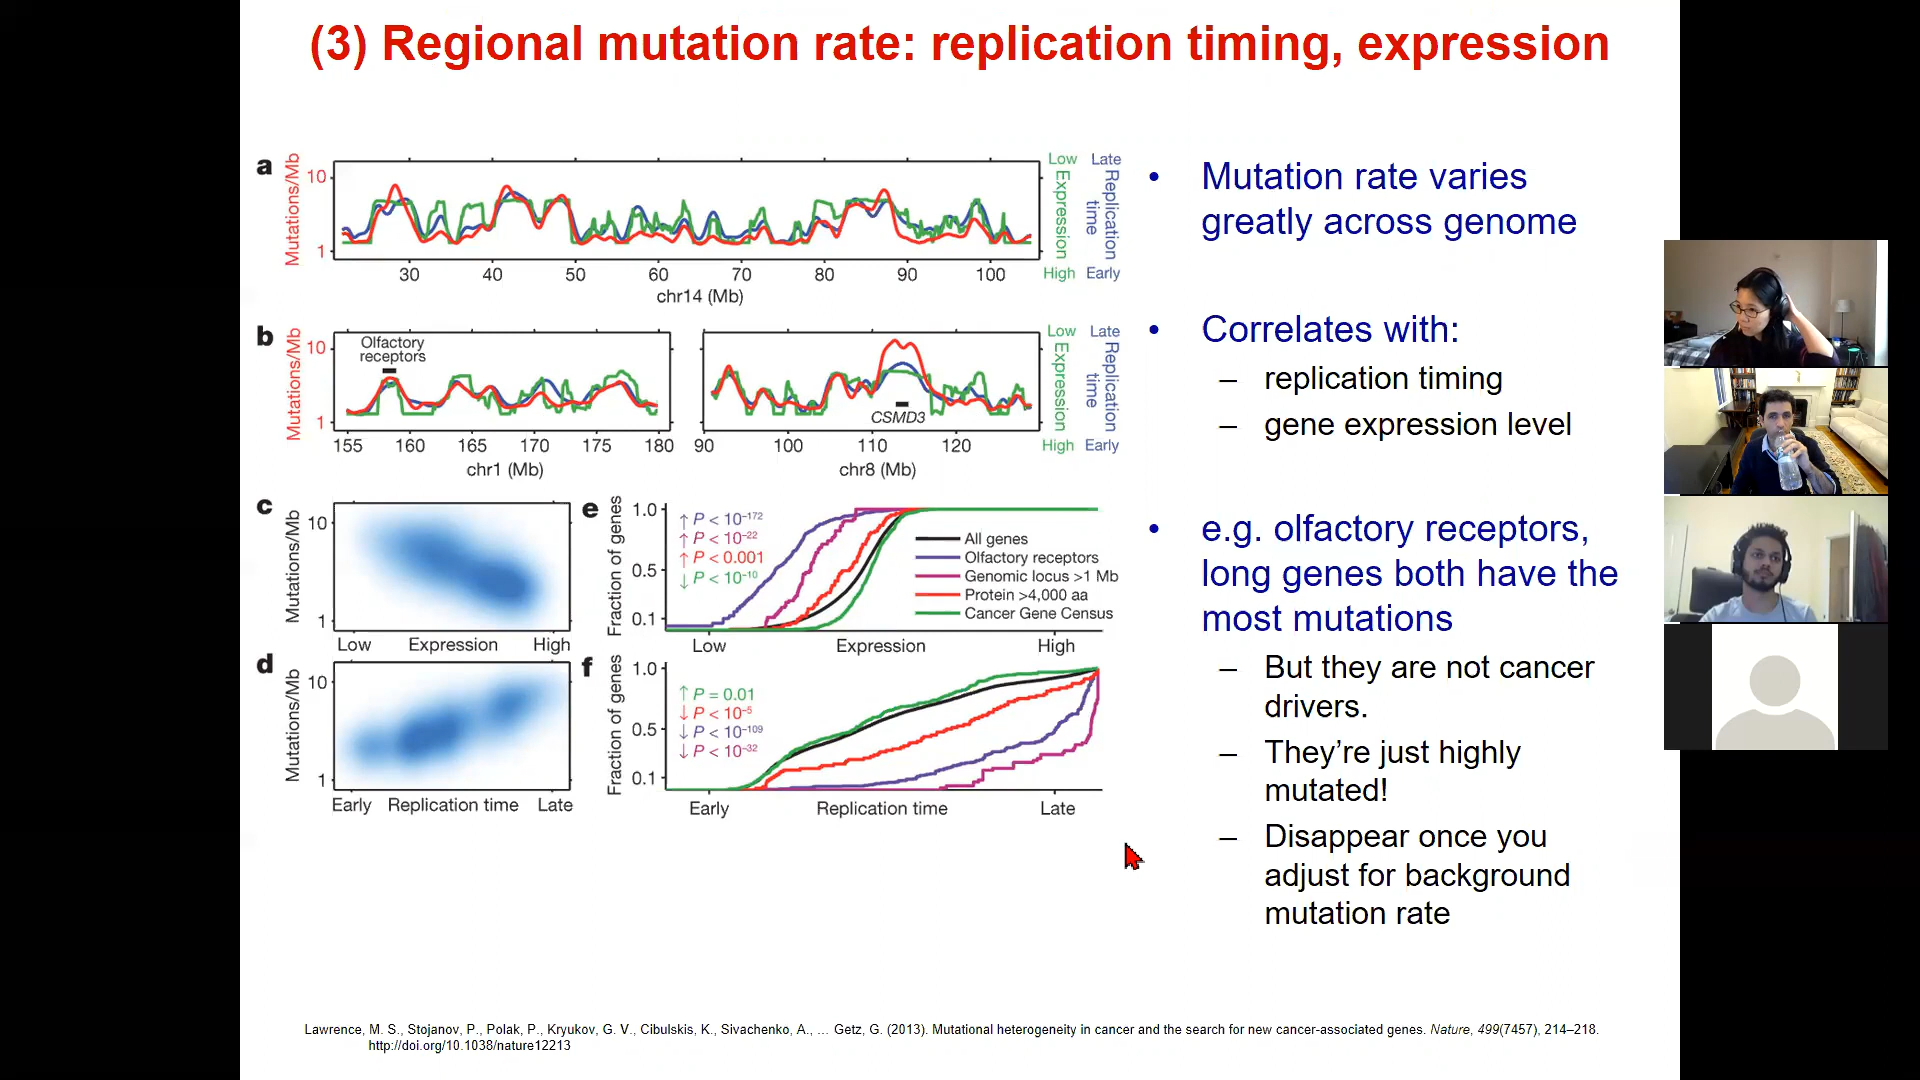 (3) Regional mutation rate: replication timing, expression
a
Mutations/Mb
10
1
30 40 50 60 70 80 90 100
chr14 (Mb)
Low Late
Expression
Replication time
High Early
b
Mutations/Mb
10
1
Olfactory
receptors
155 160 165 170 175 180
chr1 (Mb)
CSMD3
90 100 110 120
chr8 (Mb)
Low Late
Expression
Replication time
High Early
c
Mutations/Mb
10
1
Low Expression High
d
Mutations/Mb
10
1
Early Replication time Late
e
Fraction of genes
1.0
0.5
0.1
↑ P < 10–172
↑ P < 10–22
↑ P < 0.001
↓ P < 10–10
All genes
Olfactory receptors
Genomic locus >1 Mb
Protein >4,000 aa
Cancer Gene Census
Low Expression High
f
Fraction of genes
1.0
0.5
0.1
↑ P = 0.01
↓ P < 10–5
↓ P < 10–109
↓ P < 10–32
Early Replication time Late
• Mutation rate varies
greatly across genome
• Correlates with:
– replication timing
– gene expression level
• e.g. olfactory receptors,
long genes both have the
most mutations
– But they are not cancer
drivers.
– They’re just highly
mutated!
– Disappear once you
adjust for background
mutation rate
Lawrence, M. S., Stojanov, P., Polak, P., Kryukov, G. V., Cibulskis, K., Sivachenko, A., … Getz, G. (2013). Mutational heterogeneity in cancer and the search for new cancer-associated genes. Nature, 499(7457), 214–218.
http://doi.org/10.1038/nature12213